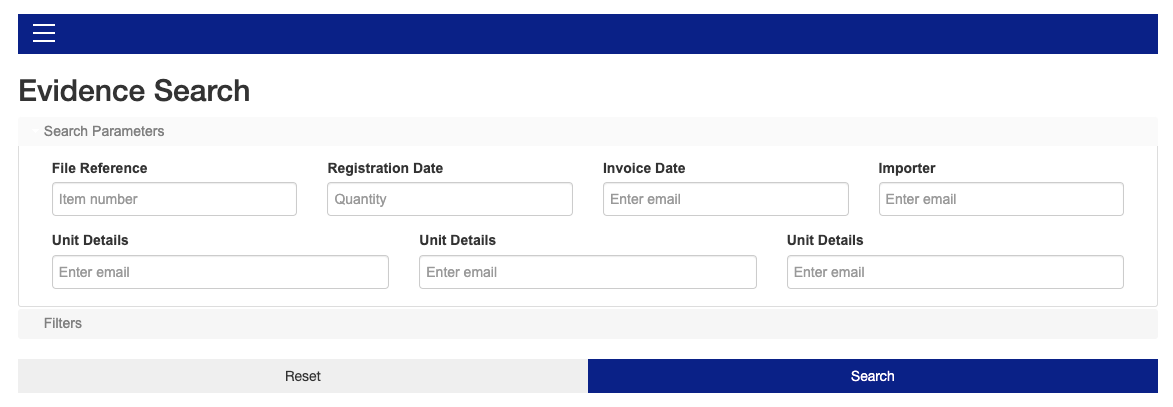 Evidence Search
Search Parameters
File Reference Registration Date Invoice Date Importer
Item number Quantity Enter email Enter email
Unit Details Unit Details Unit Details
Enter email Enter email Enter email
Filters
Reset Search